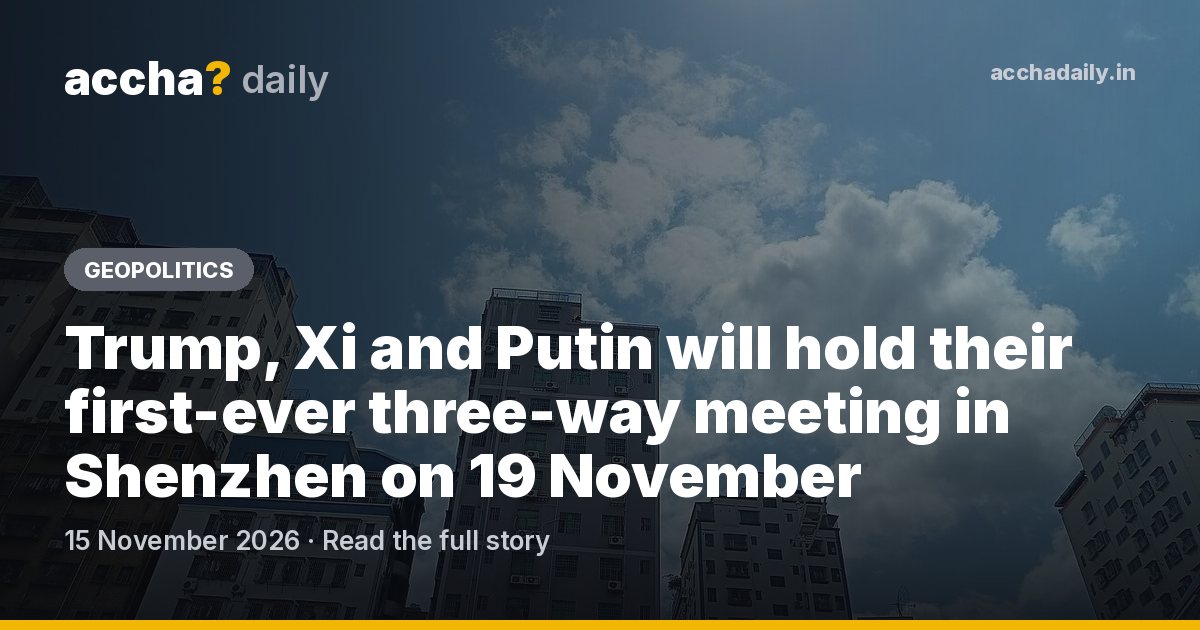 accha? daily
acchadaily.in
GEOPOLITICS
Trump, Xi and Putin will hold their
first-ever three-way meeting in
Shenzhen on 19 November
15 November 2026 · Read the full story